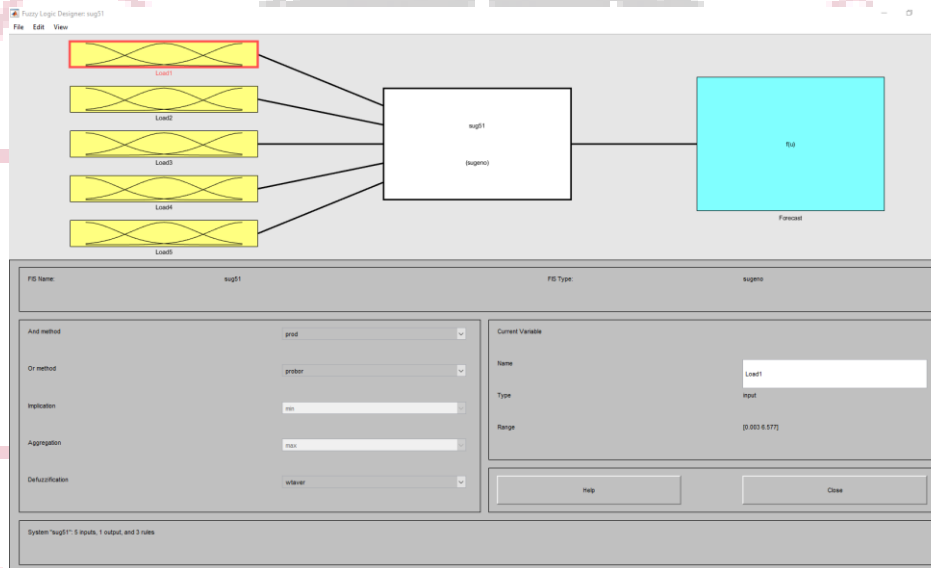 Fuzzy Logic Designer: sug51
File Edit View
Load1
Load2
Load3
Load4
Load5
sug51
(sugeno)
f(u)
Forecast
FIS Name: sug51 FIS Type: sugeno
And method prod
Or method probor
Implication min
Aggregation max
Defuzzification wtaver
Current Variable
Name Load1
Type input
Range [0.003 6.577]
Help Close
System "sug51": 5 inputs, 1 output, and 3 rules